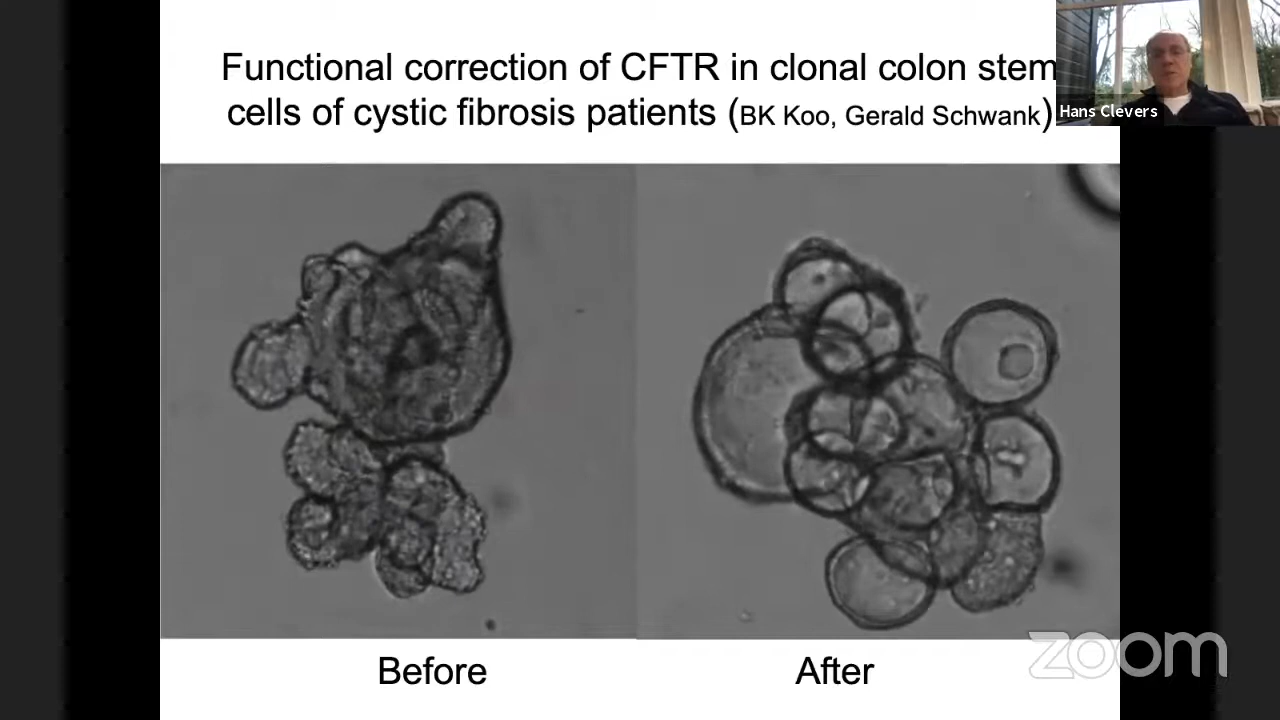 Functional correction of CFTR in clonal colon stem
cells of cystic fibrosis patients (BK Koo, Gerald Schwank)
Hans Clevers
Before
After
zoom